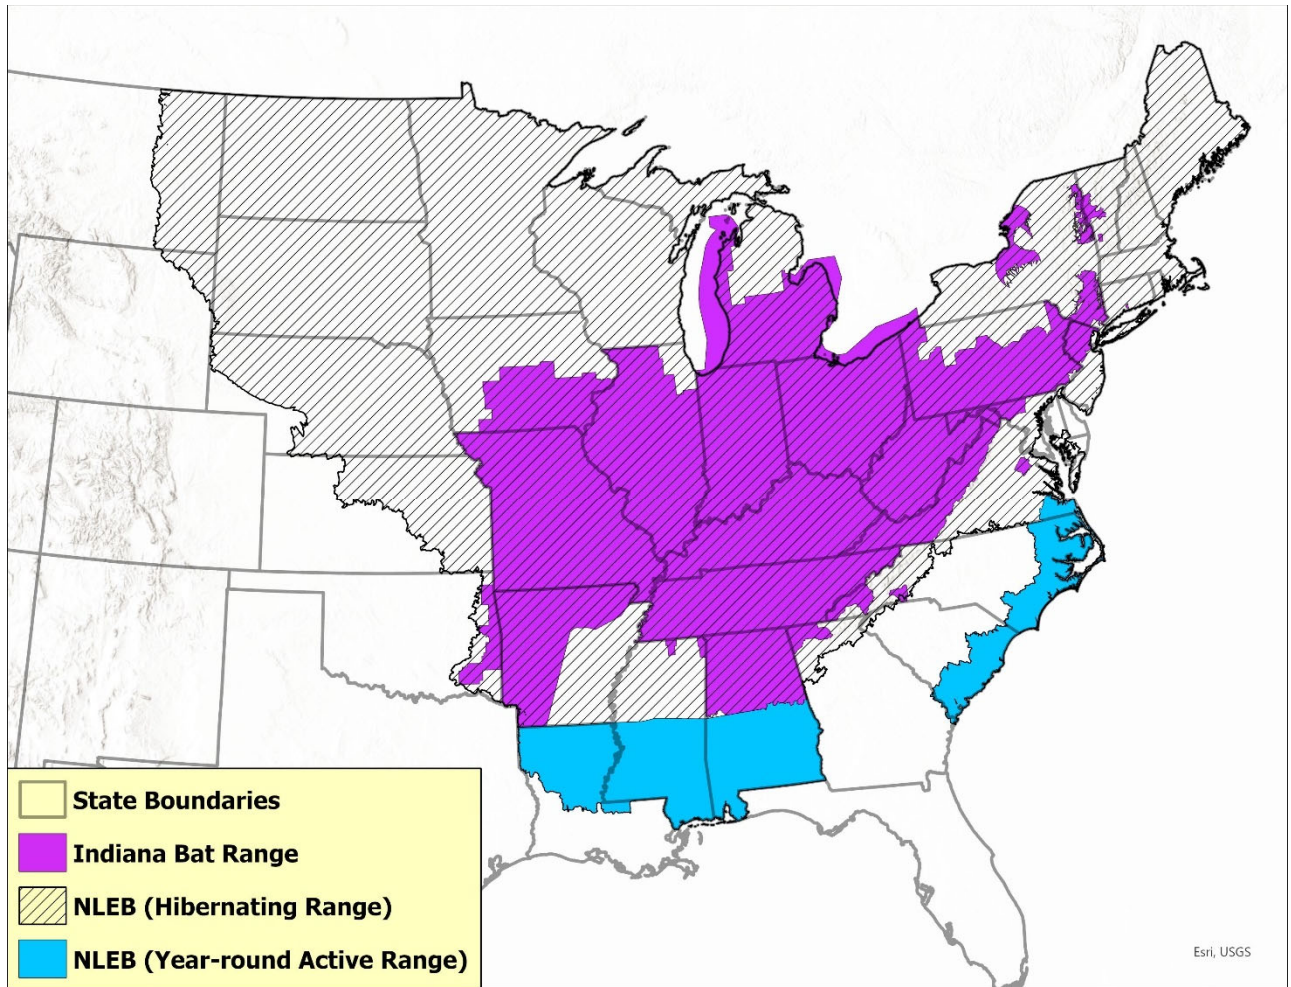 State Boundaries
Indiana Bat Range
NLEB (Hibernating Range)
NLEB (Year-round Active Range)
Esri, USGS